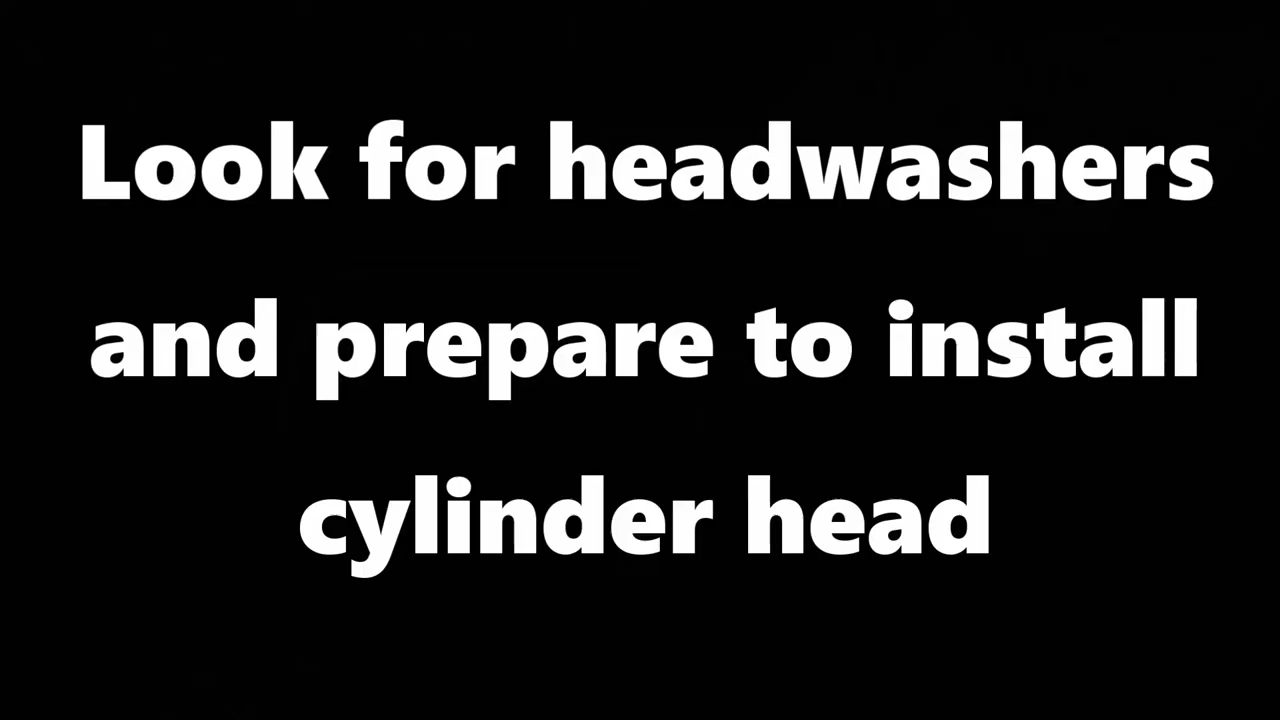 Look for headwashers
and prepare to install
cylinder head